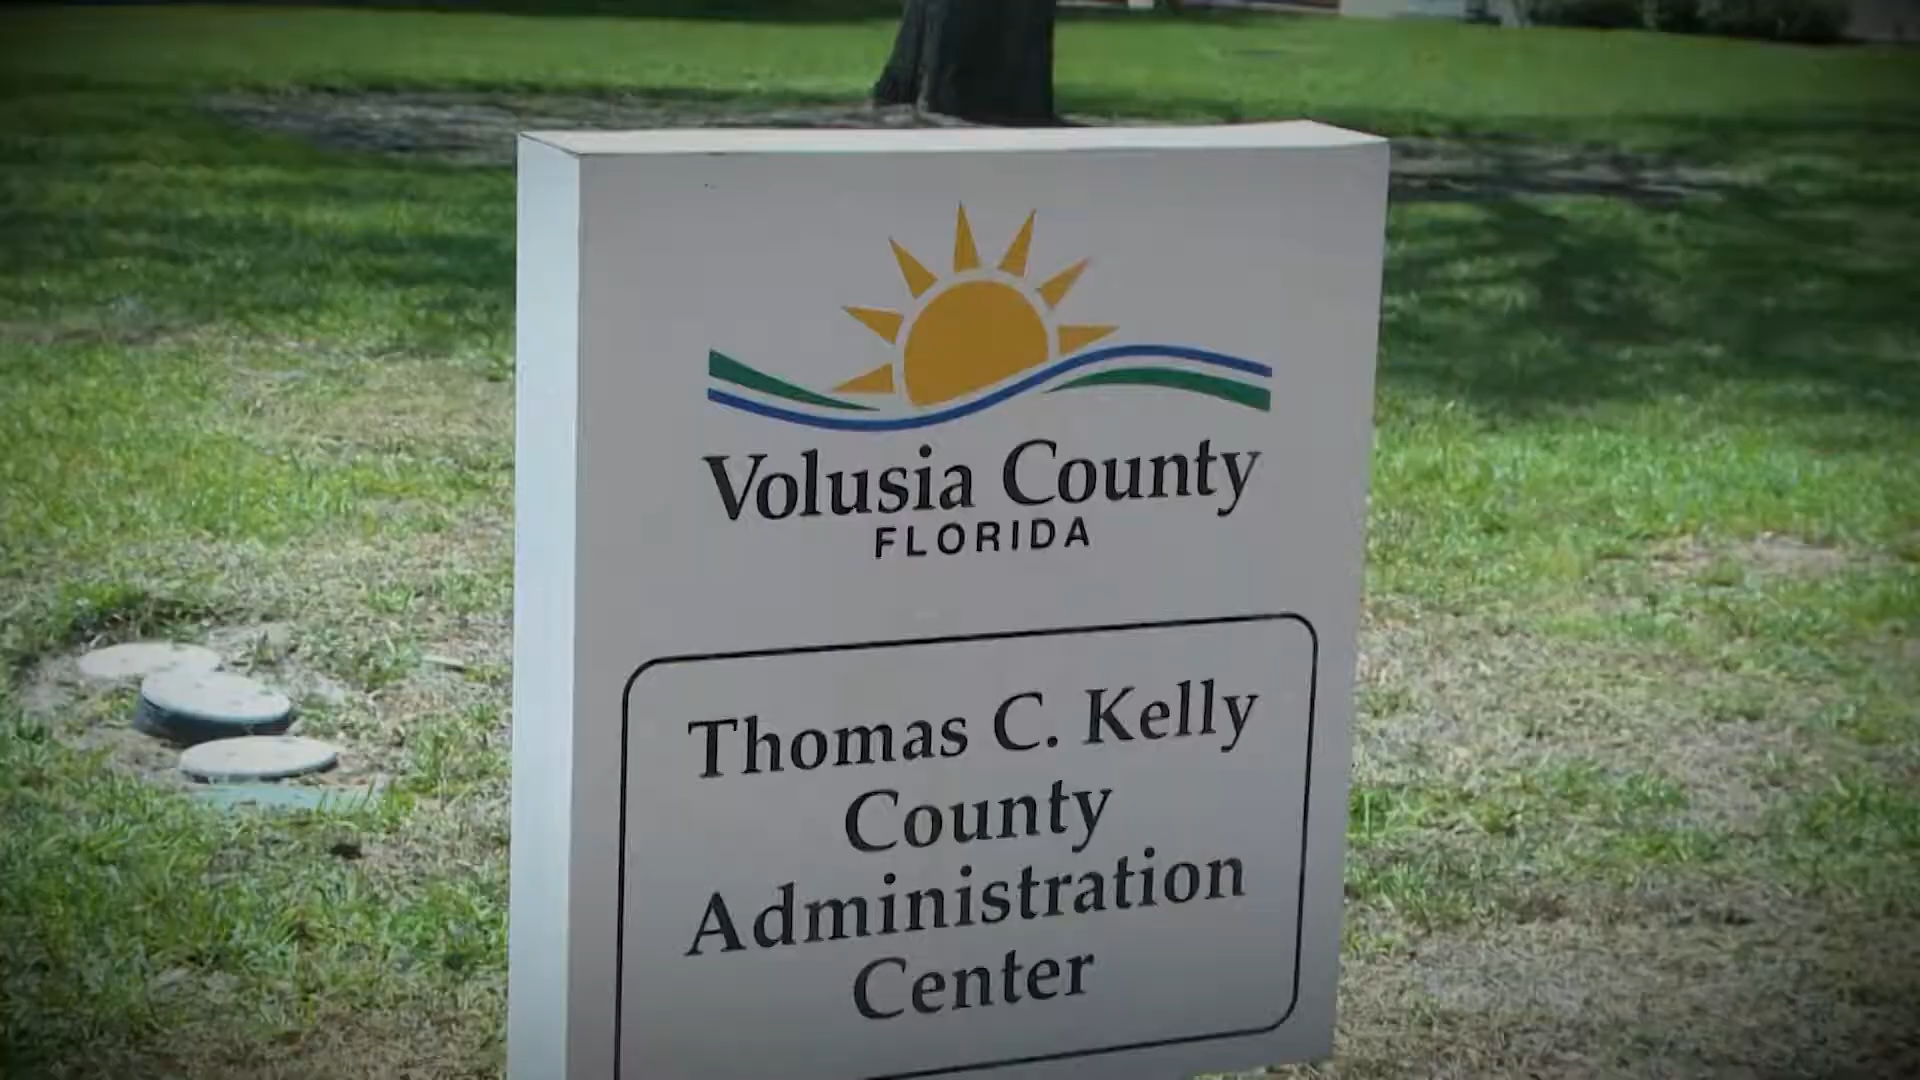 Volusia County
FLORIDA
Thomas C. Kelly
County
Administration
Center